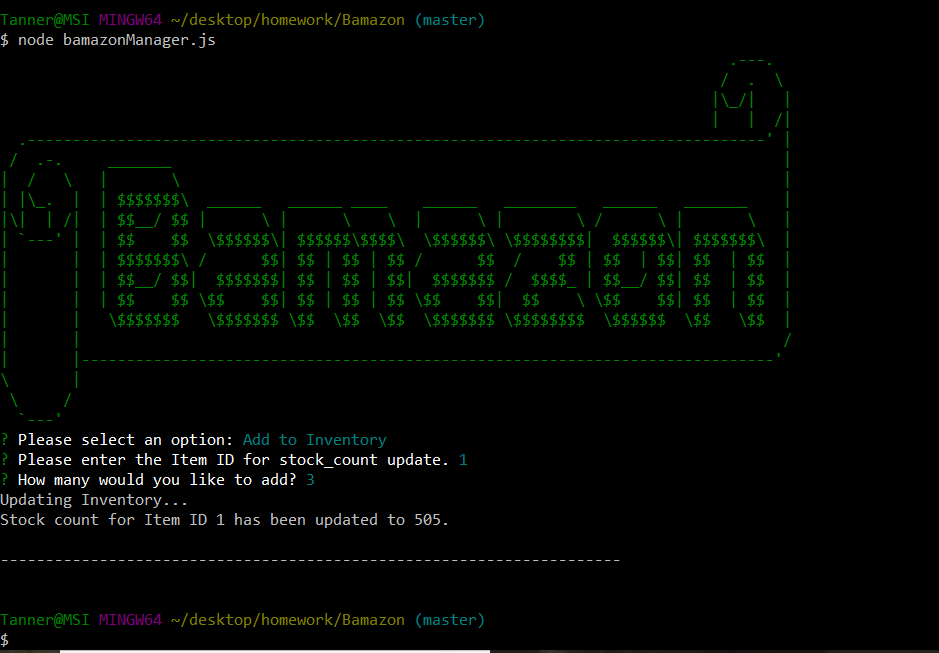 Tanner@MSI MINGW64 ~/desktop/homework/Bamazon (master)
$ node bamazonManager.js
Bamazon
? Please select an option: Add to Inventory
? Please enter the Item ID for stock_count update. 1
? How many would you like to add? 3
Updating Inventory...
Stock count for Item ID 1 has been updated to 505.
---------------------------------------------------------------------
Tanner@MSI MINGW64 ~/desktop/homework/Bamazon (master)
$